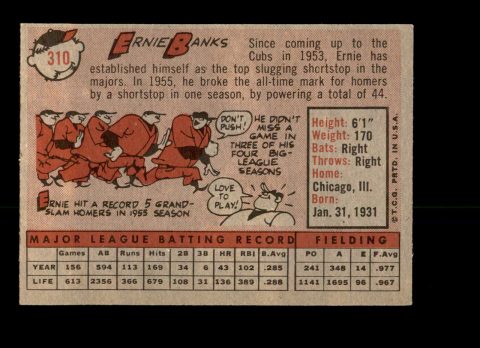 310
ERNIE BANKS
Since coming up to the
Cubs in 1953, Ernie has
established himself as the top slugging shortstop in the
majors. In 1955, he broke the all-time mark for homers
by a shortstop in one season, by powering a total of 44.
DON'T PUSH!
HE DIDN'T
MISS A
GAME IN
THREE OF HIS
FOUR BIG-
LEAGUE
SEASONS
LOVE TO PLAY!
ERNIE HIT A RECORD 5 GRAND-
SLAM HOMERS IN 1955 SEASON
Height: 6'1"
Weight: 170
Bats: Right
Throws: Right
Home:
Chicago, Ill.
Born:
Jan. 31, 1931
© T.C.G. PRTD. IN U.S.A.
MAJOR LEAGUE BATTING RECORD FIELDING
Games AB Runs Hits 2B 3B HR RBI B.Avg PO A E F.Avg
YEAR 156 594 113 169 34 6 43 102 .285 241 348 14 .977
LIFE 613 2356 386 679 108 31 136 389 .288 1141 1695 96 .967